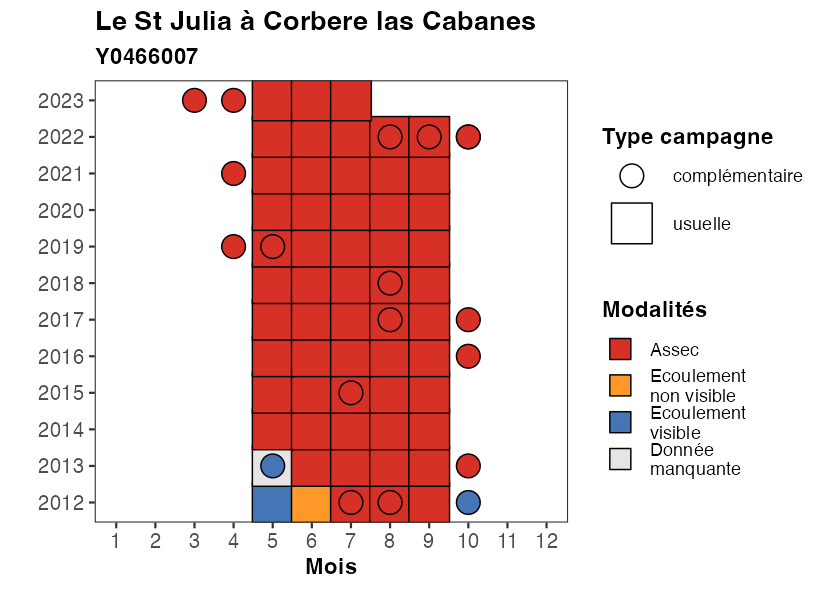 Le St Julia à Corbere las Cabanes
Y0466007
2023
2022
2021
2020
2019
2018
2017
2016
2015
2014
2013
2012
1 2 3 4 5 6 7 8 9 10 11 12
Mois
Type campagne
complémentaire
usuelle
Modalités
Assec
Ecoulement
non visible
Ecoulement
visible
Donnée
manquante